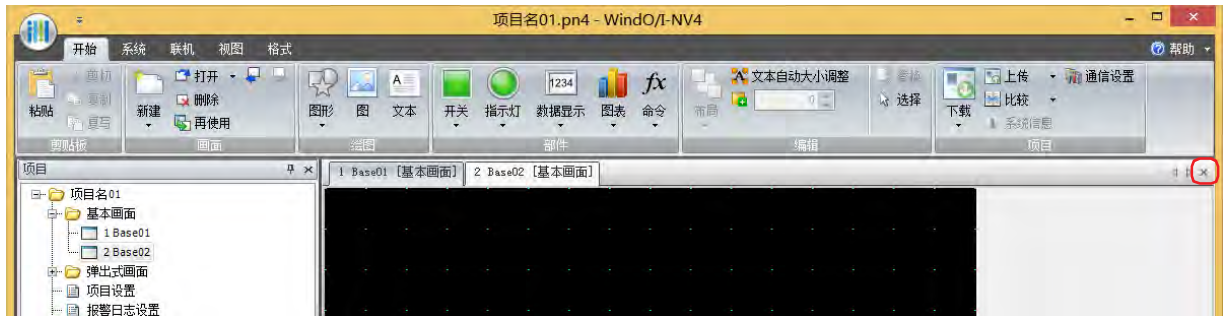 项目名01.pn4 - WindO/I-NV4
开始 系统 联机 视图 格式 帮助
剪切 打开 文本自动大小调整 上传 通信设置
粘贴 复制 新建 删除 图形 图 文本 开关 指示灯 1234 数据显示 图表 fx 命令 布局 0 选择 下载 比较
再使用 系统信息
剪贴板 画面 绘图 部件 编辑 项目
项目 1 Base01 [基本画面] 2 Base02 [基本画面]
项目名01
基本画面
1 Base01
2 Base02
弹出式画面
项目设置
报警日志设置